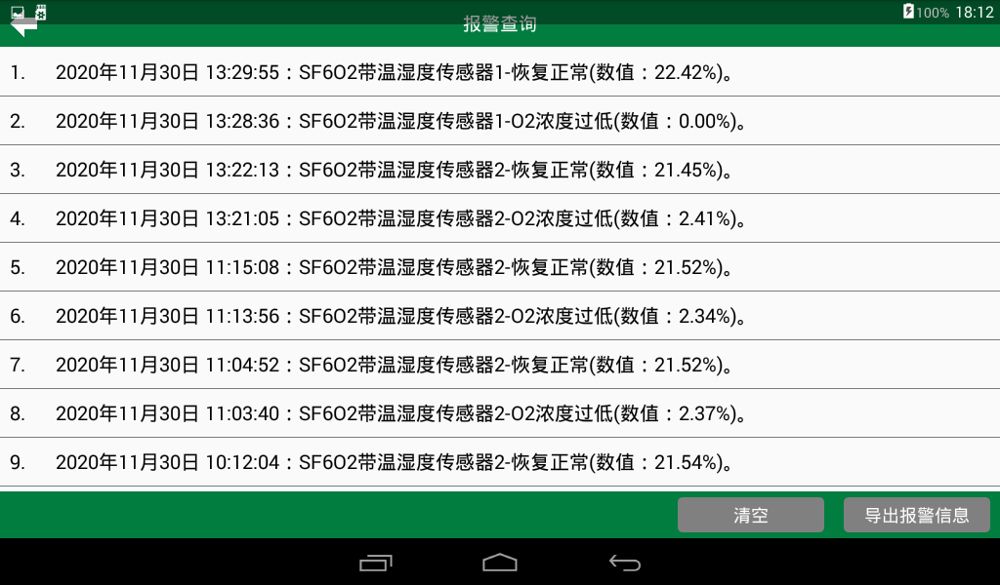 100% 18:12
报警查询
1. 2020年11月30日 13:29:55：SF6O2带温湿度传感器1-恢复正常(数值：22.42%)。
2. 2020年11月30日 13:28:36：SF6O2带温湿度传感器1-O2浓度过低(数值：0.00%)。
3. 2020年11月30日 13:22:13：SF6O2带温湿度传感器2-恢复正常(数值：21.45%)。
4. 2020年11月30日 13:21:05：SF6O2带温湿度传感器2-O2浓度过低(数值：2.41%)。
5. 2020年11月30日 11:15:08：SF6O2带温湿度传感器2-恢复正常(数值：21.52%)。
6. 2020年11月30日 11:13:56：SF6O2带温湿度传感器2-O2浓度过低(数值：2.34%)。
7. 2020年11月30日 11:04:52：SF6O2带温湿度传感器2-恢复正常(数值：21.52%)。
8. 2020年11月30日 11:03:40：SF6O2带温湿度传感器2-O2浓度过低(数值：2.37%)。
9. 2020年11月30日 10:12:04：SF6O2带温湿度传感器2-恢复正常(数值：21.54%)。
清空 导出报警信息